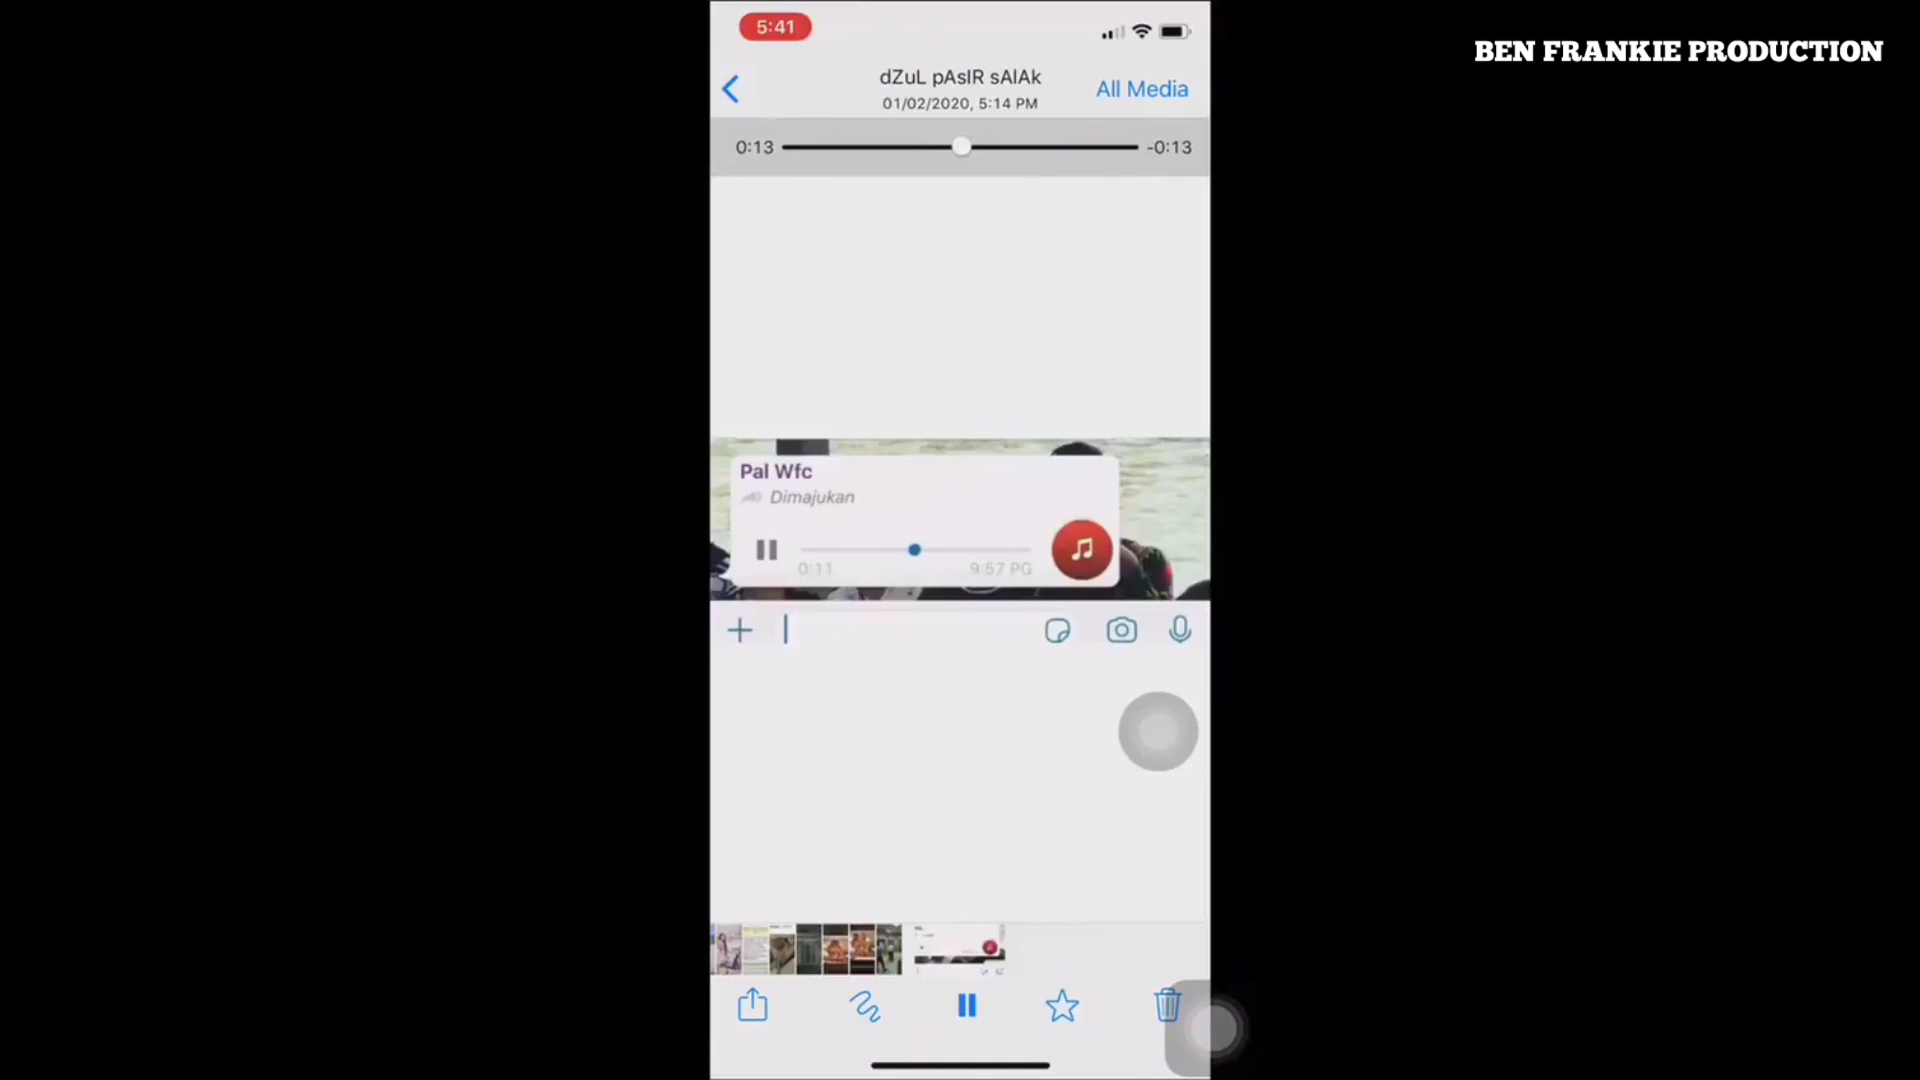 5:41
BEN FRANKIE PRODUCTION
dZuL pAsIR sAlAk
01/02/2020, 5:14 PM
All Media
0:13
-0:13
Pal Wfc
Dimajukan
0:11
9:57 PG